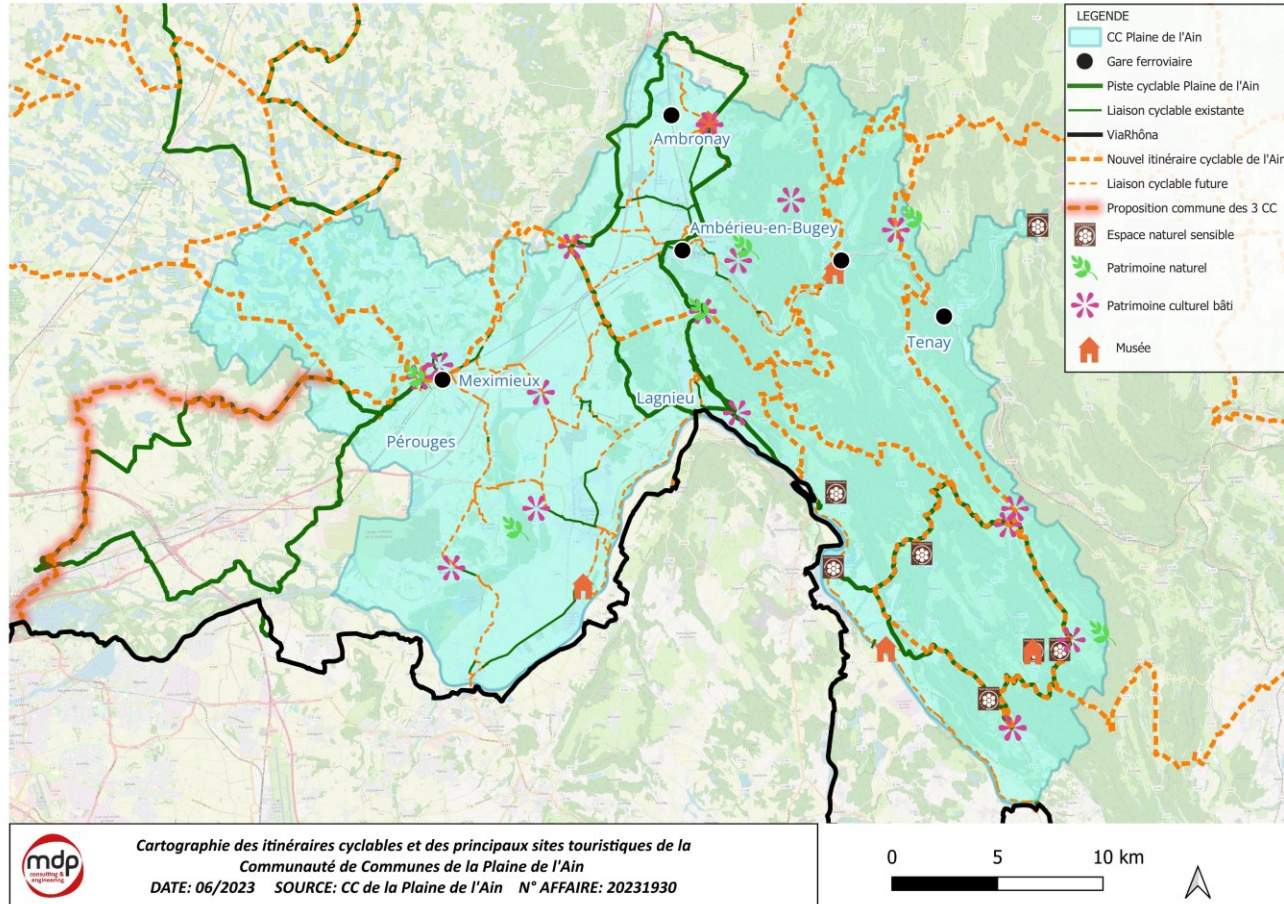 LEGENDE
CC Plaine de l'Ain
Gare ferroviaire
Piste cyclable Plaine de l'Ain
Liaison cyclable existante
ViaRhôna
Nouvel itinéraire cyclable de l'Ain
Liaison cyclable future
Proposition commune des 3 CC
Espace naturel sensible
Patrimoine naturel
Patrimoine culturel bâti
Musée
Ambronay
Ambérieu-en-Bugey
Tenay
Meximieux
Lagnieu
Pérouges
mdp
consulting &
engineering
Cartographie des itinéraires cyclables et des principaux sites touristiques de la
Communauté de Communes de la Plaine de l'Ain
DATE: 06/2023 SOURCE: CC de la Plaine de l'Ain N° AFFAIRE: 20231930
0 5 10 km